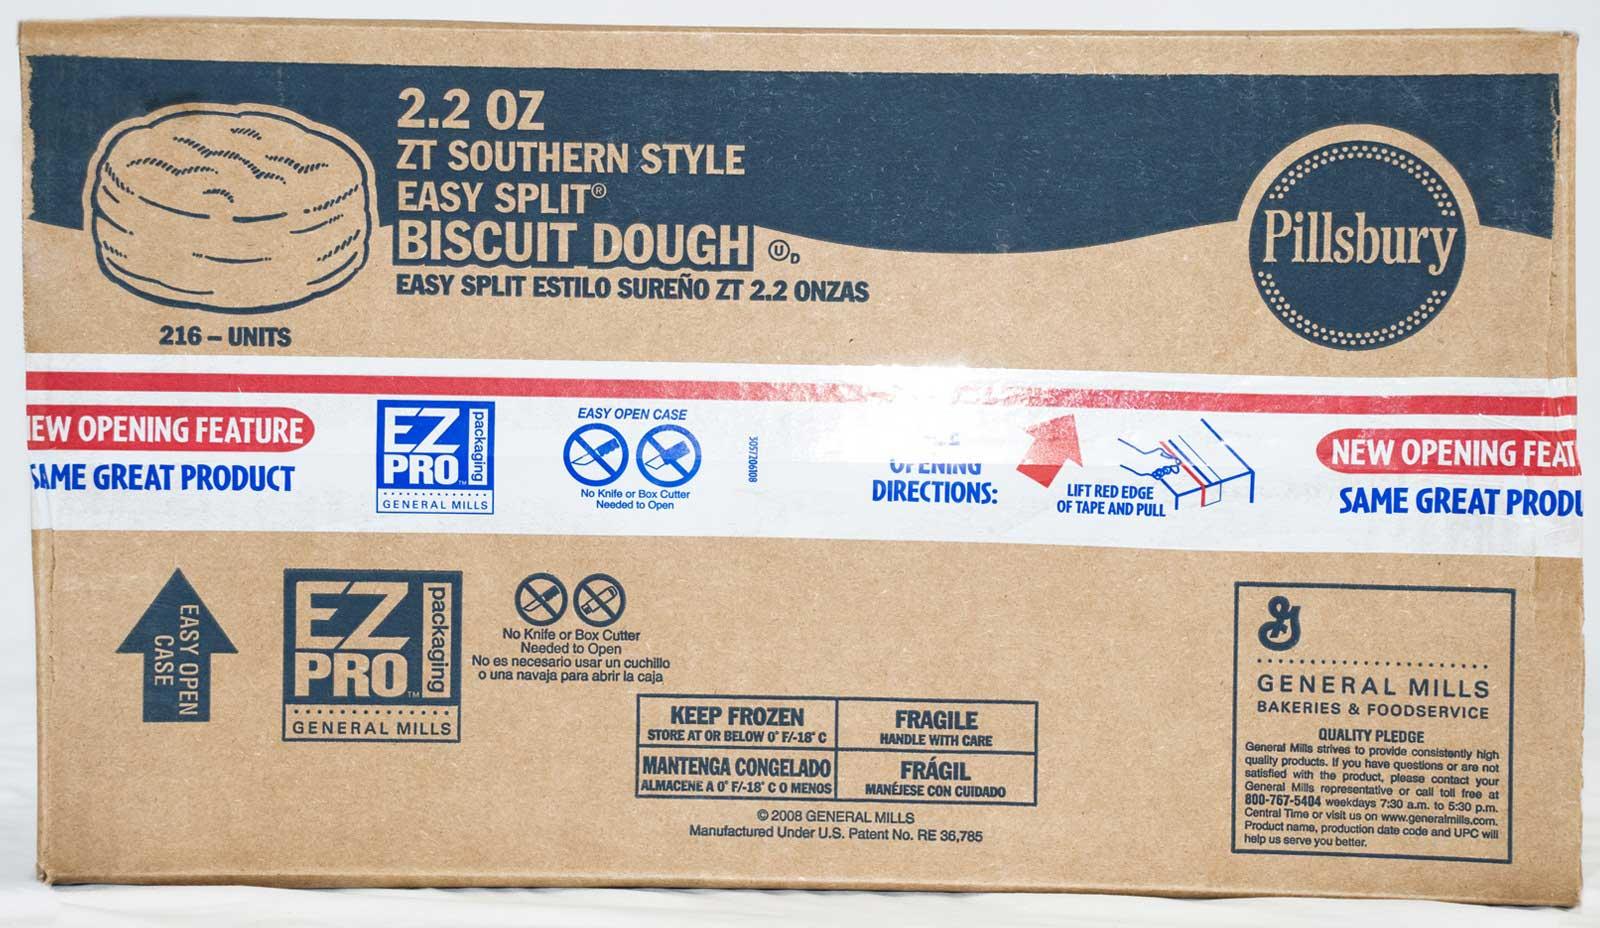 2.2 OZ
ZT SOUTHERN STYLE
EASY SPLIT®
BISCUIT DOUGH Ⓤ D
EASY SPLIT ESTILO SUREÑO ZT 2.2 ONZAS
216 – UNITS
Pillsbury
EW OPENING FEATURE
SAME GREAT PRODUCT
EZ
PRO™
packaging
GENERAL MILLS
EASY OPEN CASE
No Knife or Box Cutter
Needed to Open
3057206108
OPENING
DIRECTIONS:
LIFT RED EDGE
OF TAPE AND PULL
NEW OPENING FEAT
SAME GREAT PRODU
EASY OPEN
CASE
EZ
PRO™
packaging
GENERAL MILLS
No Knife or Box Cutter
Needed to Open
No es necesario usar un cuchillo
o una navaja para abrir la caja
KEEP FROZEN
STORE AT OR BELOW 0° F/-18° C
FRAGILE
HANDLE WITH CARE
MANTENGA CONGELADO
ALMACENE A 0° F/-18° C O MENOS
FRÁGIL
MANÉJESE CON CUIDADO
© 2008 GENERAL MILLS
Manufactured Under U.S. Patent No. RE 36,785
G
GENERAL MILLS
BAKERIES & FOODSERVICE
QUALITY PLEDGE
General Mills strives to provide consistently high
quality products. If you have questions or are not
satisfied with the product, please contact your
General Mills representative or call toll free at
800-767-5404 weekdays 7:30 a.m. to 5:30 p.m.
Central Time or visit us on www.generalmills.com.
Product name, production date code and UPC will
help us serve you better.